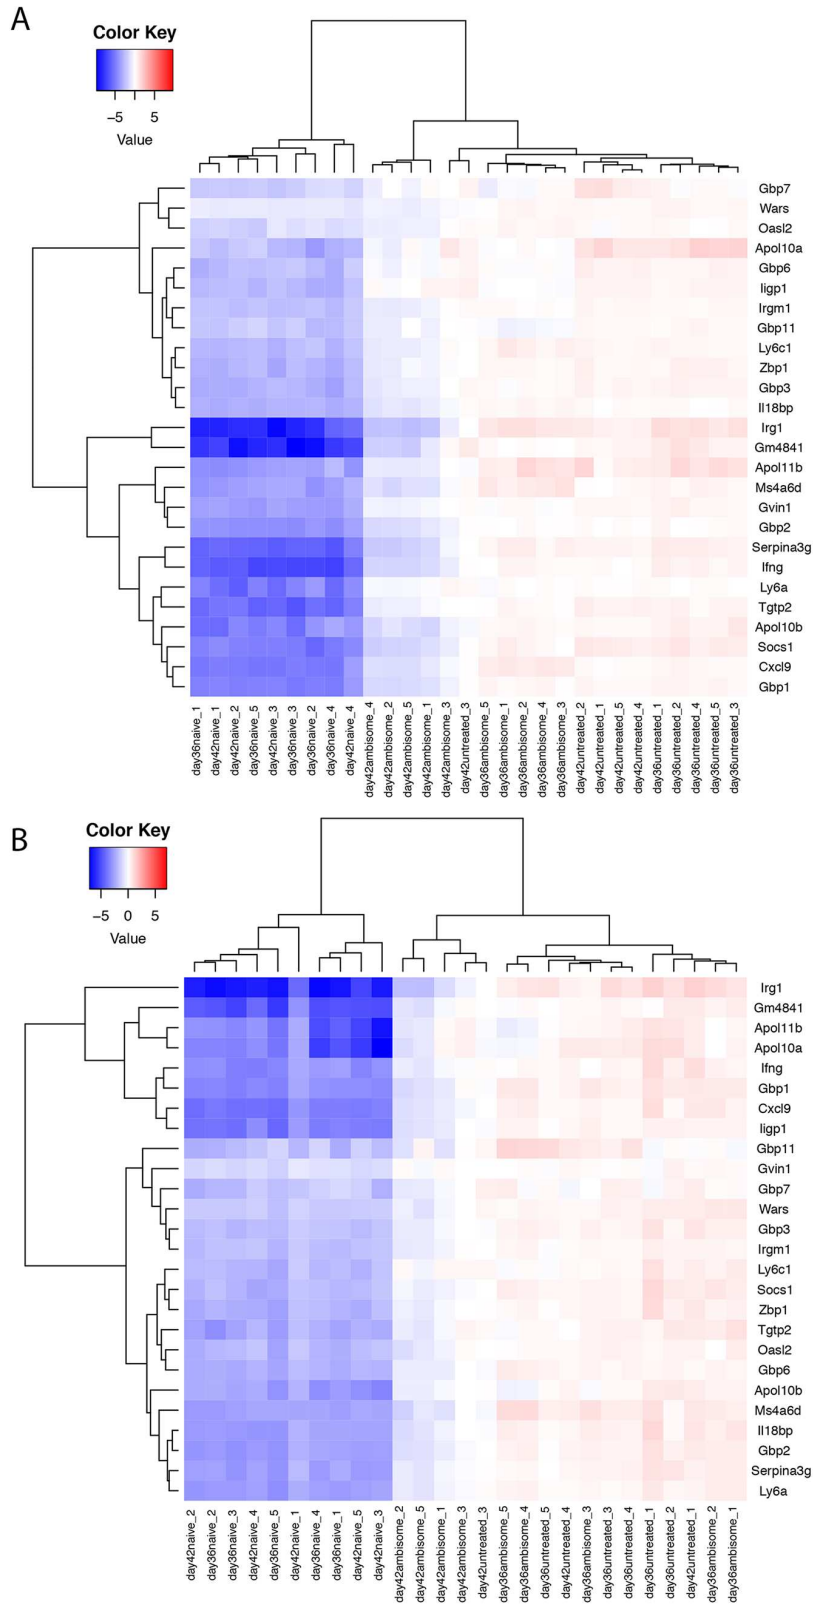 A
Color Key
−5 5
Value
Gbp7
Wars
Oasl2
Apol10a
Gbp6
Iigp1
Irgm1
Gbp11
Ly6c1
Zbp1
Gbp3
Il18bp
Irg1
Gm4841
Apol11b
Ms4a6d
Gvin1
Gbp2
Serpina3g
Ifng
Ly6a
Tgtp2
Apol10b
Socs1
Cxcl9
Gbp1
day36naive_1
day42naive_1
day42naive_2
day36naive_5
day42naive_3
day36naive_3
day36naive_2
day36naive_4
day42naive_4
day42ambisome_4
day42ambisome_2
day42ambisome_5
day42ambisome_1
day42ambisome_3
day42untreated_3
day36ambisome_5
day36ambisome_1
day36ambisome_2
day36ambisome_4
day36ambisome_3
day42untreated_2
day42untreated_1
day42untreated_5
day42untreated_4
day36untreated_1
day36untreated_2
day36untreated_4
day36untreated_5
day36untreated_3
B
Color Key
−5 0 5
Value
Irg1
Gm4841
Apol11b
Apol10a
Ifng
Gbp1
Cxcl9
Iigp1
Gbp11
Gvin1
Gbp7
Wars
Gbp3
Irgm1
Ly6c1
Socs1
Zbp1
Tgtp2
Oasl2
Gbp6
Apol10b
Ms4a6d
Il18bp
Gbp2
Serpina3g
Ly6a
day42naive_2
day36naive_2
day36naive_3
day42naive_4
day36naive_5
day42naive_1
day36naive_4
day36naive_1
day42naive_5
day42naive_3
day42ambisome_2
day42ambisome_5
day42ambisome_1
day42ambisome_3
day42untreated_3
day36ambisome_5
day36ambisome_4
day36untreated_5
day42untreated_4
day36ambisome_3
day36untreated_3
day36untreated_4
day36untreated_1
day36untreated_2
day42untreated_1
day36ambisome_2
day36ambisome_1